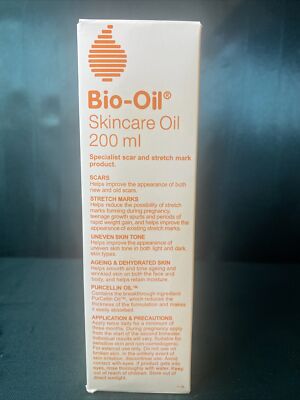 Bio-Oil®
Skincare Oil
200 ml
Specialist scar and stretch mark
product.
SCARS
Helps improve the appearance of both
new and old scars.
STRETCH MARKS
Helps reduce the possibility of stretch
marks forming during pregnancy,
teenage growth spurts and periods of
rapid weight gain, and helps improve the
appearance of existing stretch marks.
UNEVEN SKIN TONE
Helps improve the appearance of
uneven skin tone in both light and dark
skin types.
AGEING & DEHYDRATED SKIN
Helps smooth and tone ageing and
wrinkled skin on both the face and
body, and helps retain moisture.
PURCELLIN OIL™
Contains the breakthrough ingredient
PurCellin Oil™, which reduces the
thickness of the formulation and makes
it easily absorbed.
APPLICATION & PRECAUTIONS
Apply twice daily for a minimum of
three months. During pregnancy apply
from the start of the second trimester.
Individual results will vary. Suitable for
sensitive skin and non-comedogenic.
For external use only. Do not use on
broken skin. In the unlikely event of
skin irritation, discontinue use. Avoid
contact with eyes. If product gets into
eyes, rinse thoroughly with water. Keep
out of reach of children. Store out of
direct sunlight.